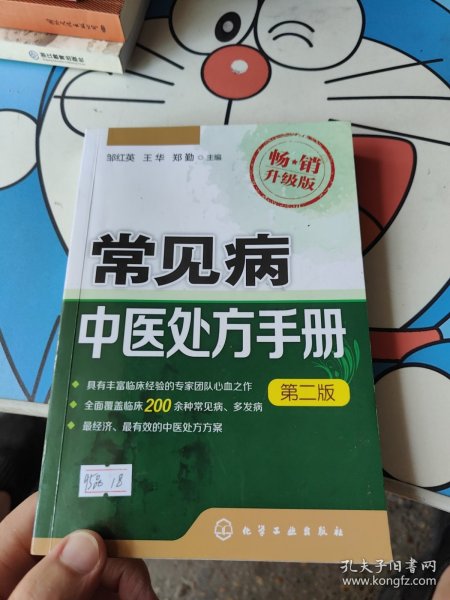 邹红英 王华 郑勤 主编
畅★销
升级版
常见病
中医处方手册
第二版
◆ 具有丰富临床经验的专家团队心血之作
◆ 全面覆盖临床200余种常见病、多发病
◆ 最经济、最有效的中医处方方案
18
化学工业出版社
孔夫子旧书网
www.kongfz.com